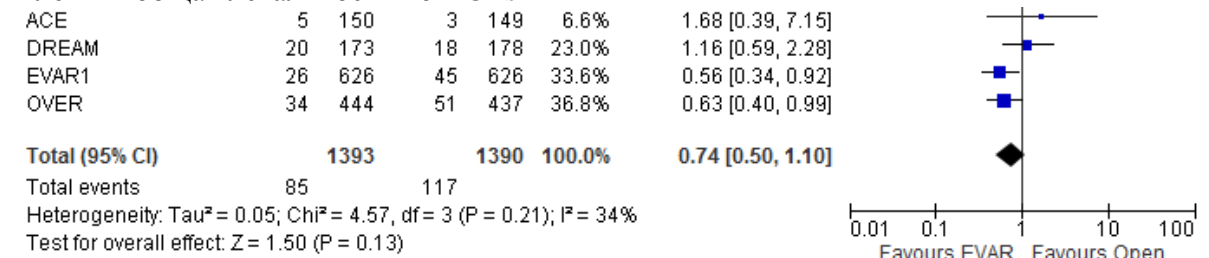 ACE 5 150 3 149 6.6% 1.68 [0.39, 7.15]
DREAM 20 173 18 178 23.0% 1.16 [0.59, 2.28]
EVAR1 26 626 45 626 33.6% 0.56 [0.34, 0.92]
OVER 34 444 51 437 36.8% 0.63 [0.40, 0.99]
Total (95% CI) 1393 1390 100.0% 0.74 [0.50, 1.10]
Total events 85 117
Heterogeneity: Tau² = 0.05; Chi² = 4.57, df = 3 (P = 0.21); I² = 34%
Test for overall effect: Z = 1.50 (P = 0.13)
0.01 0.1 1 10 100
Favours EVAR Favours Open